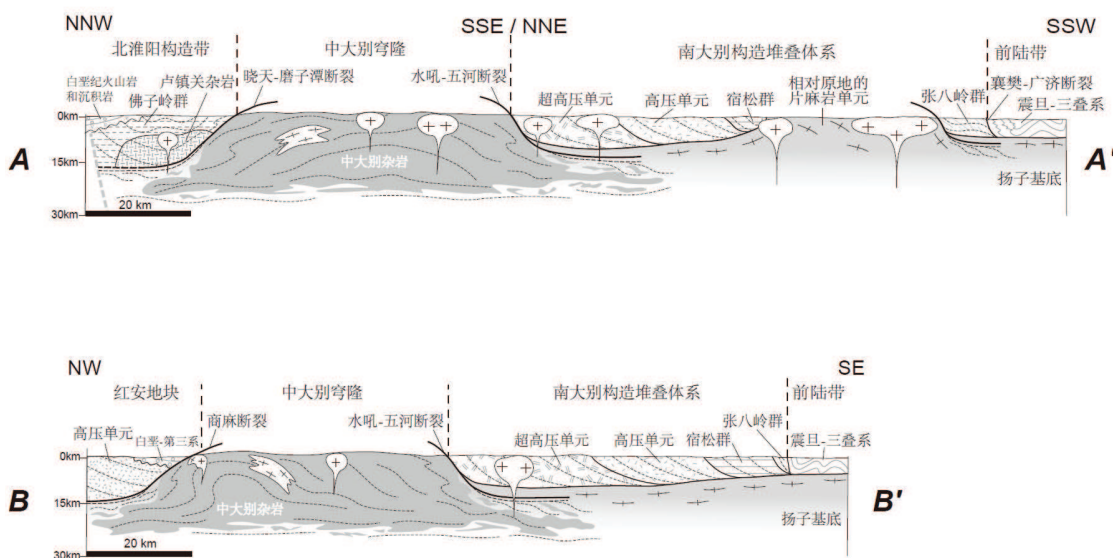 NNW
SSE / NNE
SSW
北淮阳构造带
中大别穹隆
南大别构造堆叠体系
前陆带
白垩纪火山岩
和沉积岩
佛子岭群
卢镇关杂岩
晓天-磨子潭断裂
水吼-五河断裂
超高压单元
高压单元
宿松群
相对原地的
片麻岩单元
张八岭群
襄樊-广济断裂
震旦-三叠系
0km
15km
30km
A
A'
中大别杂岩
扬子基底
20 km
NW
SE
红安地块
中大别穹隆
南大别构造堆叠体系
前陆带
高压单元
白垩-第三系
商麻断裂
水吼-五河断裂
超高压单元
高压单元
宿松群
张八岭群
震旦-三叠系
0km
15km
30km
B
B'
中大别杂岩
扬子基底
20 km